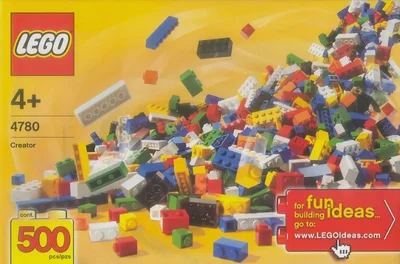 LEGO
4+
4780
Creator
cont.
500
pcs/pzs
for fun
building ideas...
go to:
www.LEGOideas.com